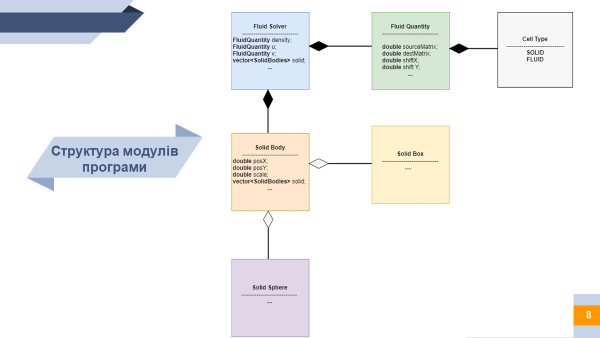 Структура модулів
програми
Fluid Solver
-----------------------------
FluidQuantity density;
FluidQuantity u;
FluidQuantity v;
vector<SolidBodies> solid;
...
Fluid Quantity
-----------------------------
double sourceMatrix;
double destMatrix;
double shiftX;
double shift Y;
...
Cell Type
-----------------------------
SOLID
FLUID
Solid Body
-----------------------------
double posX;
double posY;
double scale;
vector<SolidBodies> solid;
...
Solid Box
-----------------------------
....
Solid Sphere
-----------------------------
...
8